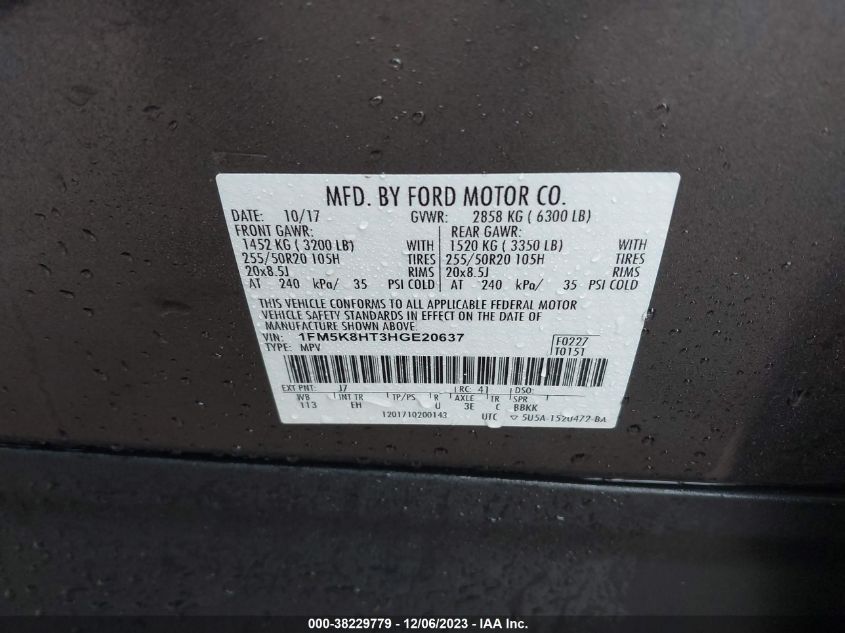 MFD. BY FORD MOTOR CO.
DATE: 10/17 GVWR: 2858 KG ( 6300 LB)
FRONT GAWR: REAR GAWR:
1452 KG ( 3200 LB) WITH 1520 KG ( 3350 LB) WITH
255/50R20 105H TIRES 255/50R20 105H TIRES
20x8.5J RIMS 20x8.5J RIMS
AT 240 kPa/ 35 PSI COLD AT 240 kPa/ 35 PSI COLD
THIS VEHICLE CONFORMS TO ALL APPLICABLE FEDERAL MOTOR
VEHICLE SAFETY STANDARDS IN EFFECT ON THE DATE OF
MANUFACTURE SHOWN ABOVE.
VIN: 1FM5K8HT3HGE20637 F0227
TYPE: MPV T0151
EXT PNT: J7 RC: 41 DSO:
WB INT TR TP/PS R AXLE TR SPR
113 EH U 3E C BBKK
1201710200143 UTC ▽ 5U5A-1520472-BA
000-38229779 - 12/06/2023 - IAA Inc.